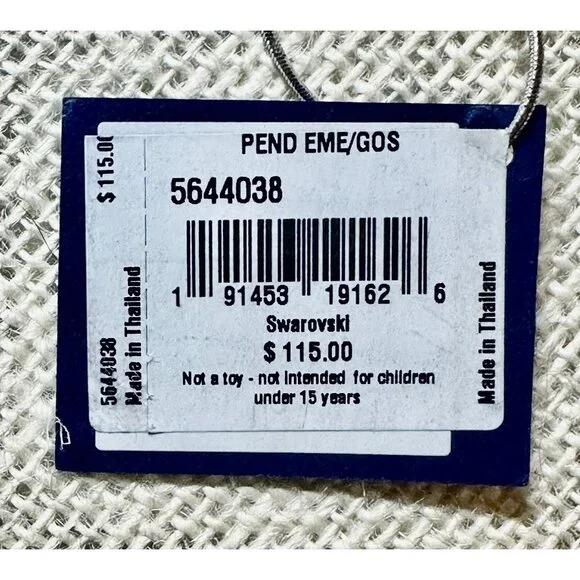 PEND EME/GOS
5644038
1 91453 19162 6
Swarovski
$ 115.00
Not a toy - not intended for children
under 15 years
Made in Thailand
$ 115.00
5644038
Made in Thailand